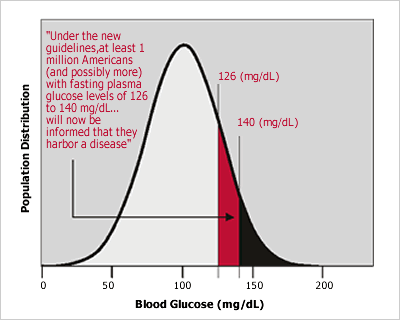 "Under the new
guidelines,at least 1
million Americans
(and possibly more)
with fasting plasma
glucose levels of 126
to 140 mg/dL...
will now be
informed that they
harbor a disease"
126 (mg/dL)
140 (mg/dL)
Population Distribution
0 50 100 150 200
Blood Glucose (mg/dL)